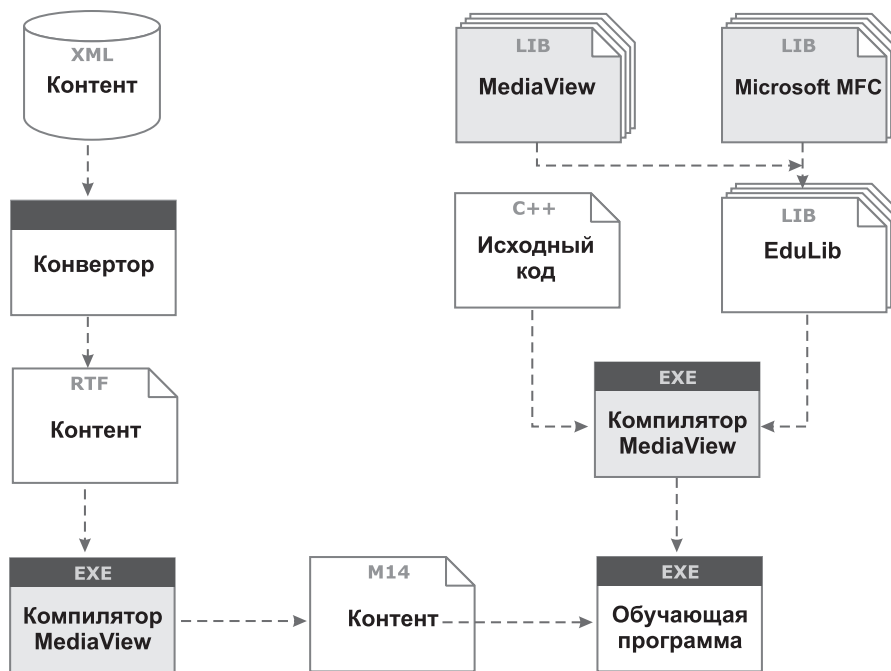 XML
Контент
Конвертор
RTF
Контент
EXE
Компилятор
MediaView
M14
Контент
LIB
MediaView
LIB
Microsoft MFC
C++
Исходный
код
LIB
EduLib
EXE
Компилятор
MediaView
EXE
Обучающая
программа